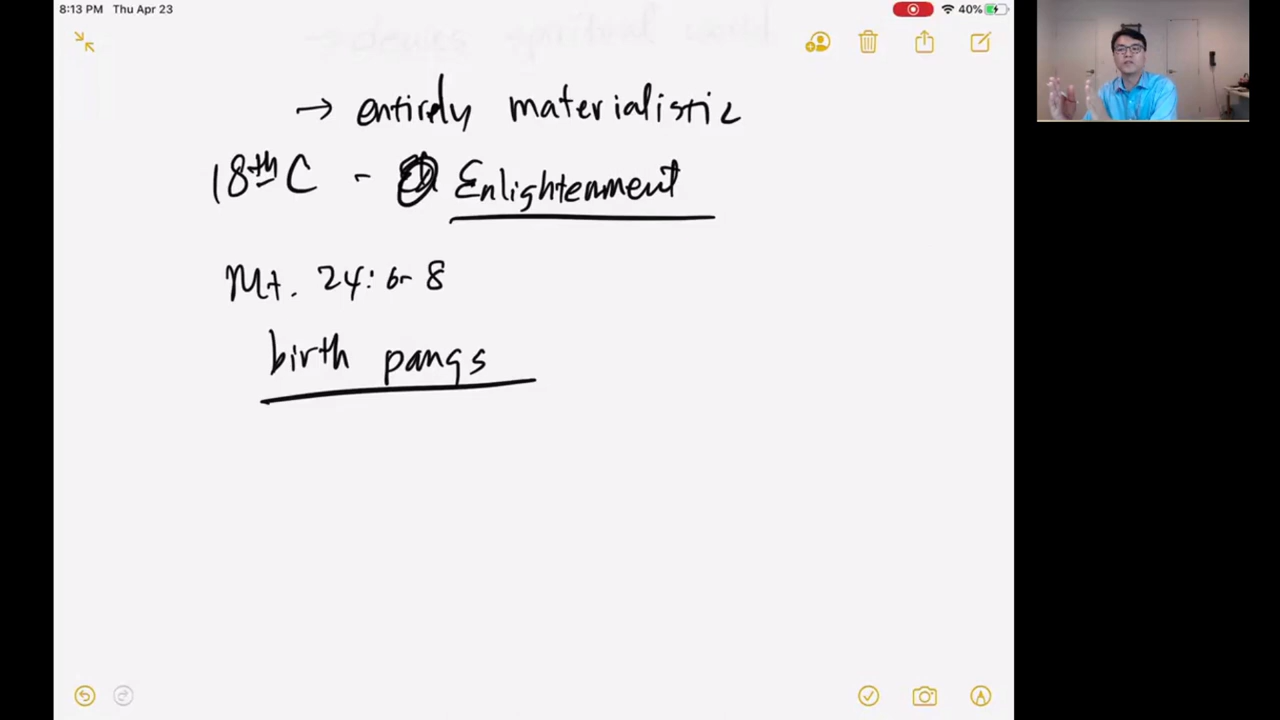 8:13 PM Thu Apr 23 40%
→ entirely materialistic
18th C - Enlightenment
Mt. 24: 6-8
birth pangs